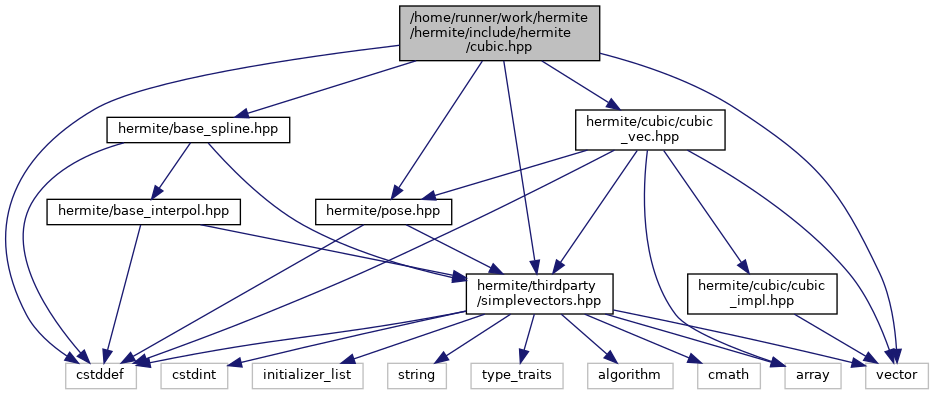 /home/runner/work/hermite
/hermite/include/hermite
/cubic.hpp
hermite/base_spline.hpp
hermite/cubic/cubic
_vec.hpp
hermite/base_interpol.hpp
hermite/pose.hpp
hermite/thirdparty
/simplevectors.hpp
hermite/cubic/cubic
_impl.hpp
cstddef
cstdint
initializer_list
string
type_traits
algorithm
cmath
array
vector